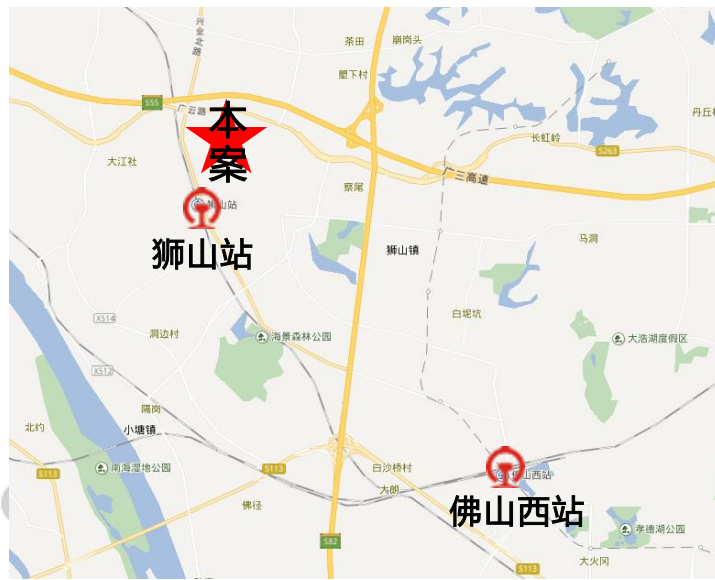 兴业北路
茶田
崩岗头
塱下村
S55
广云路
本案
丹丘
长虹岭
S263
大江社
广三高速
察尾
狮山站
狮山站
狮山镇
马洞
X514
白坭坑
洞边村
海景森林公园
大浩湖度假区
X512
隔岗
北约
小塘镇
南海湿地公园
S113
S113
白沙桥村
佛山西站
大朗
佛径
佛山西站
孝德湖公园
S82
大火冈
S113